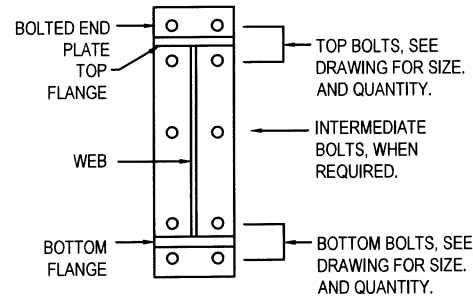 BOLTED END
PLATE
TOP
FLANGE
WEB
BOTTOM
FLANGE
TOP BOLTS, SEE
DRAWING FOR SIZE.
AND QUANTITY.
INTERMEDIATE
BOLTS, WHEN
REQUIRED.
BOTTOM BOLTS, SEE
DRAWING FOR SIZE.
AND QUANTITY.